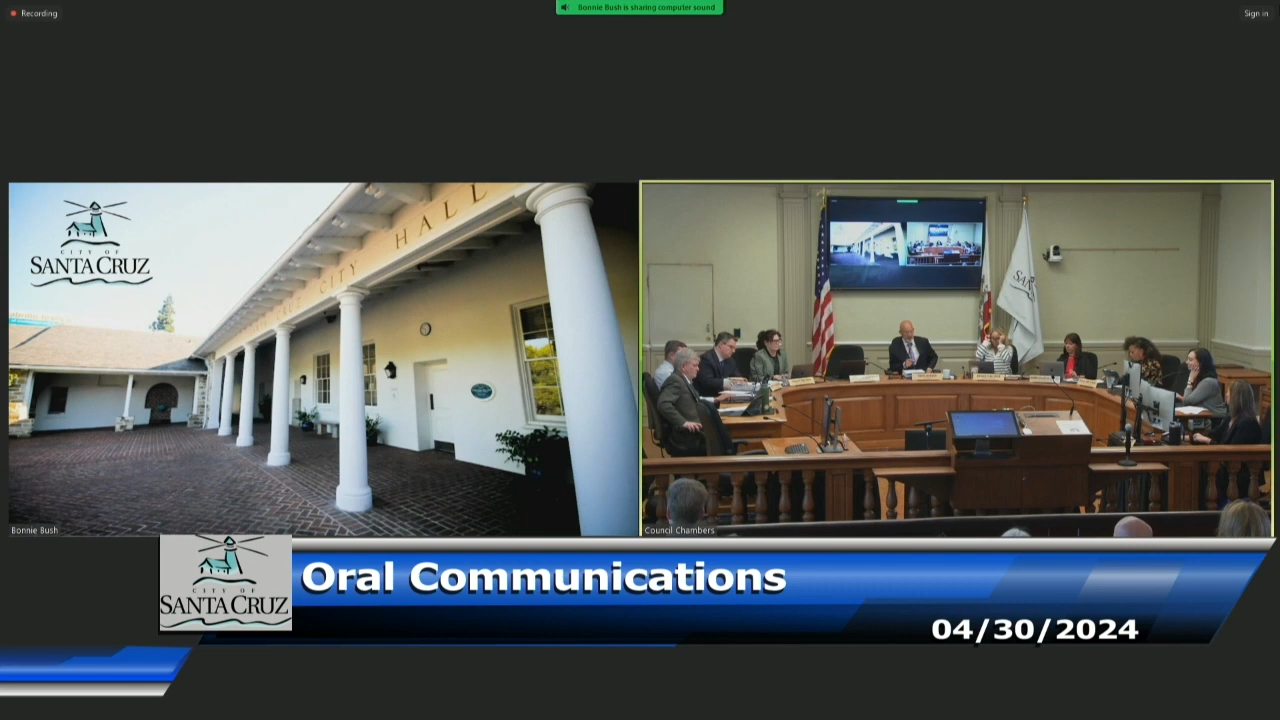 Recording
Bonnie Bush is sharing computer sound
Sign in
CITY OF
SANTA CRUZ
CITY HALL
Bonnie Bush
Council Chambers
CITY OF
SANTA CRUZ
Oral Communications
04/30/2024